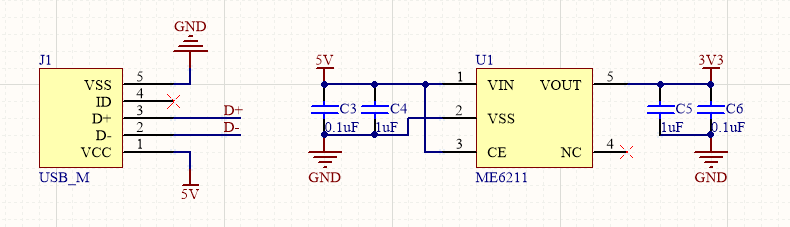 GND
J1
VSS 5
ID 4
D+ 3 D+
D- 2 D-
VCC 1
USB_M
5V
5V
U1
3V3
1 VIN VOUT 5
C3 C4
2 VSS
C5 C6
0.1uF 1uF
1uF 0.1uF
3 CE NC 4
GND
ME6211
GND